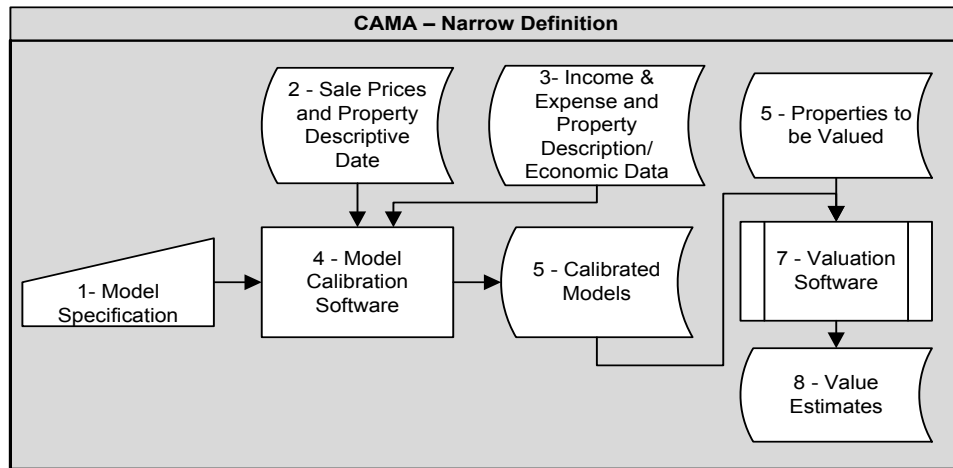 CAMA – Narrow Definition
2 - Sale Prices
and Property
Descriptive
Date
3- Income &
Expense and
Property
Description/
Economic Data
5 - Properties to
be Valued
1- Model
Specification
4 - Model
Calibration
Software
5 - Calibrated
Models
7 - Valuation
Software
8 - Value
Estimates